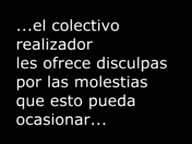 ...el colectivo
realizador
les ofrece disculpas
por las molestias
que esto pueda
ocasionar...